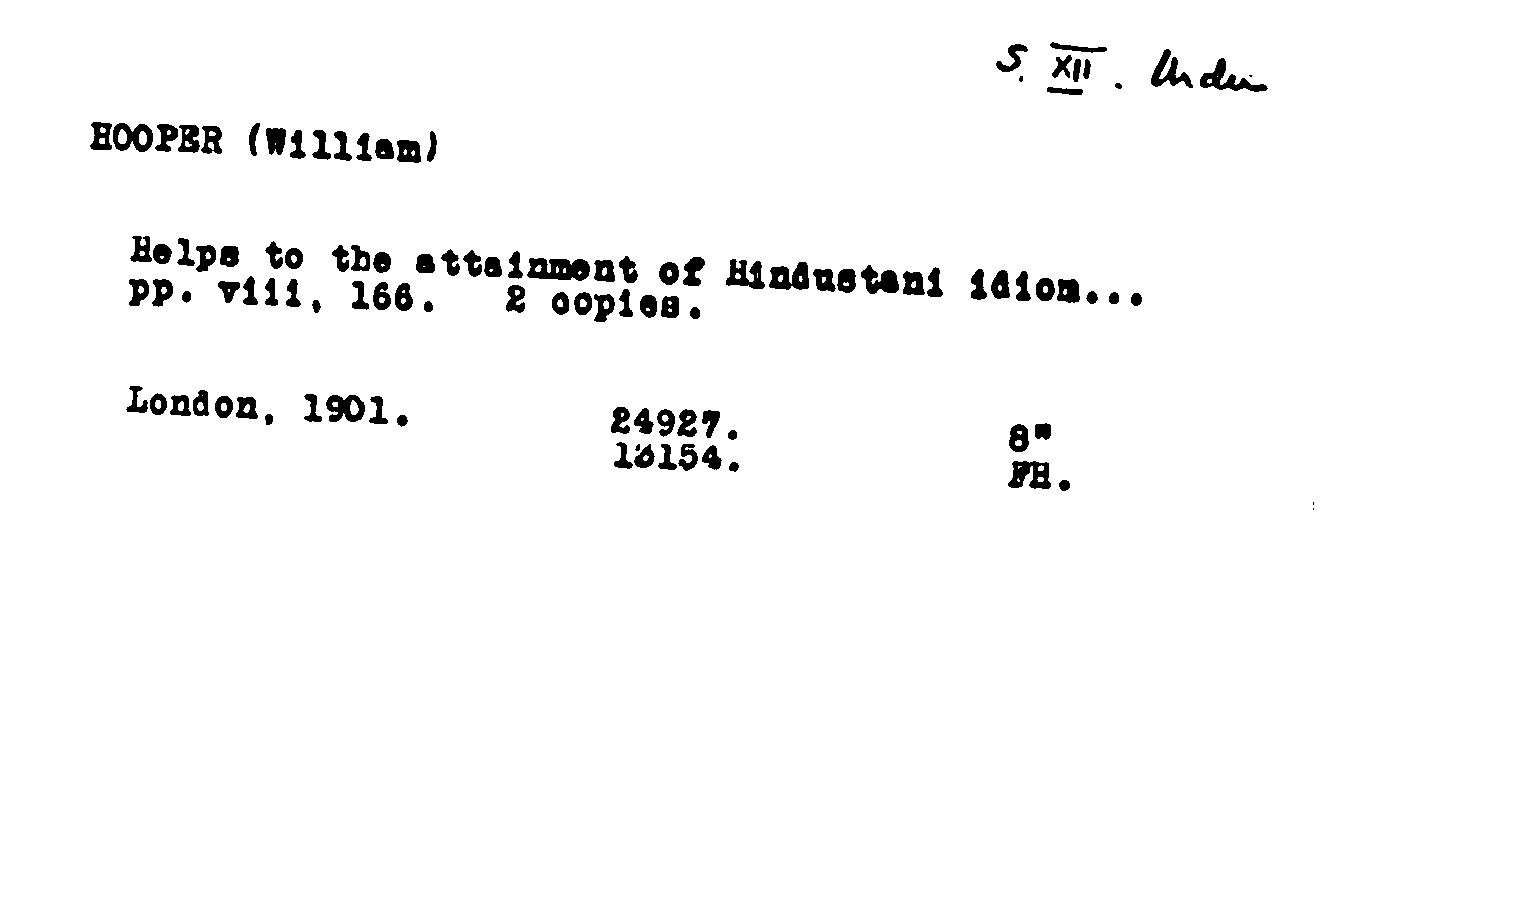 S. XII. Urdu
HOOPER (William)
Helps to the attainment of Hindustani idiom...
pp. viii, 166.   2 copies.
London, 1901.   24927.   8"
13154.   FH.